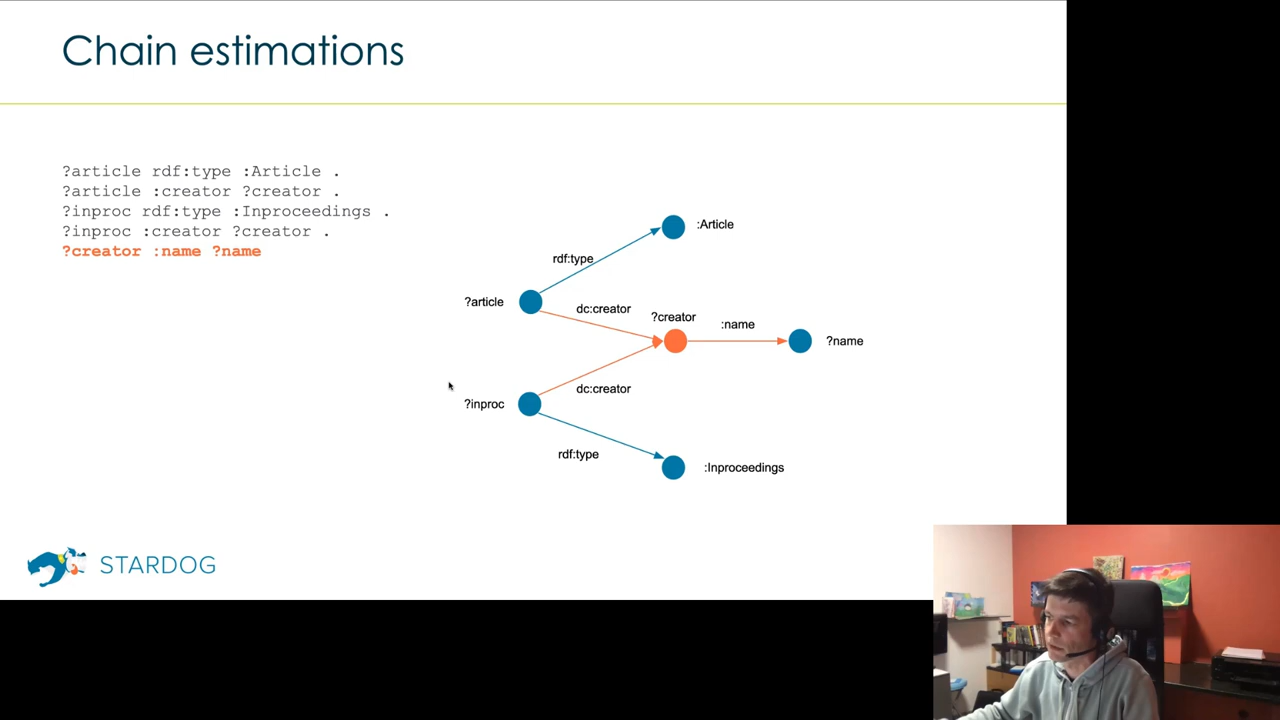 Chain estimations
?article rdf:type :Article .
?article :creator ?creator .
?inproc rdf:type :Inproceedings .
?inproc :creator ?creator .
?creator :name ?name
:Article
rdf:type
?article
dc:creator
?creator
:name
?name
dc:creator
?inproc
rdf:type
:Inproceedings
STARDOG